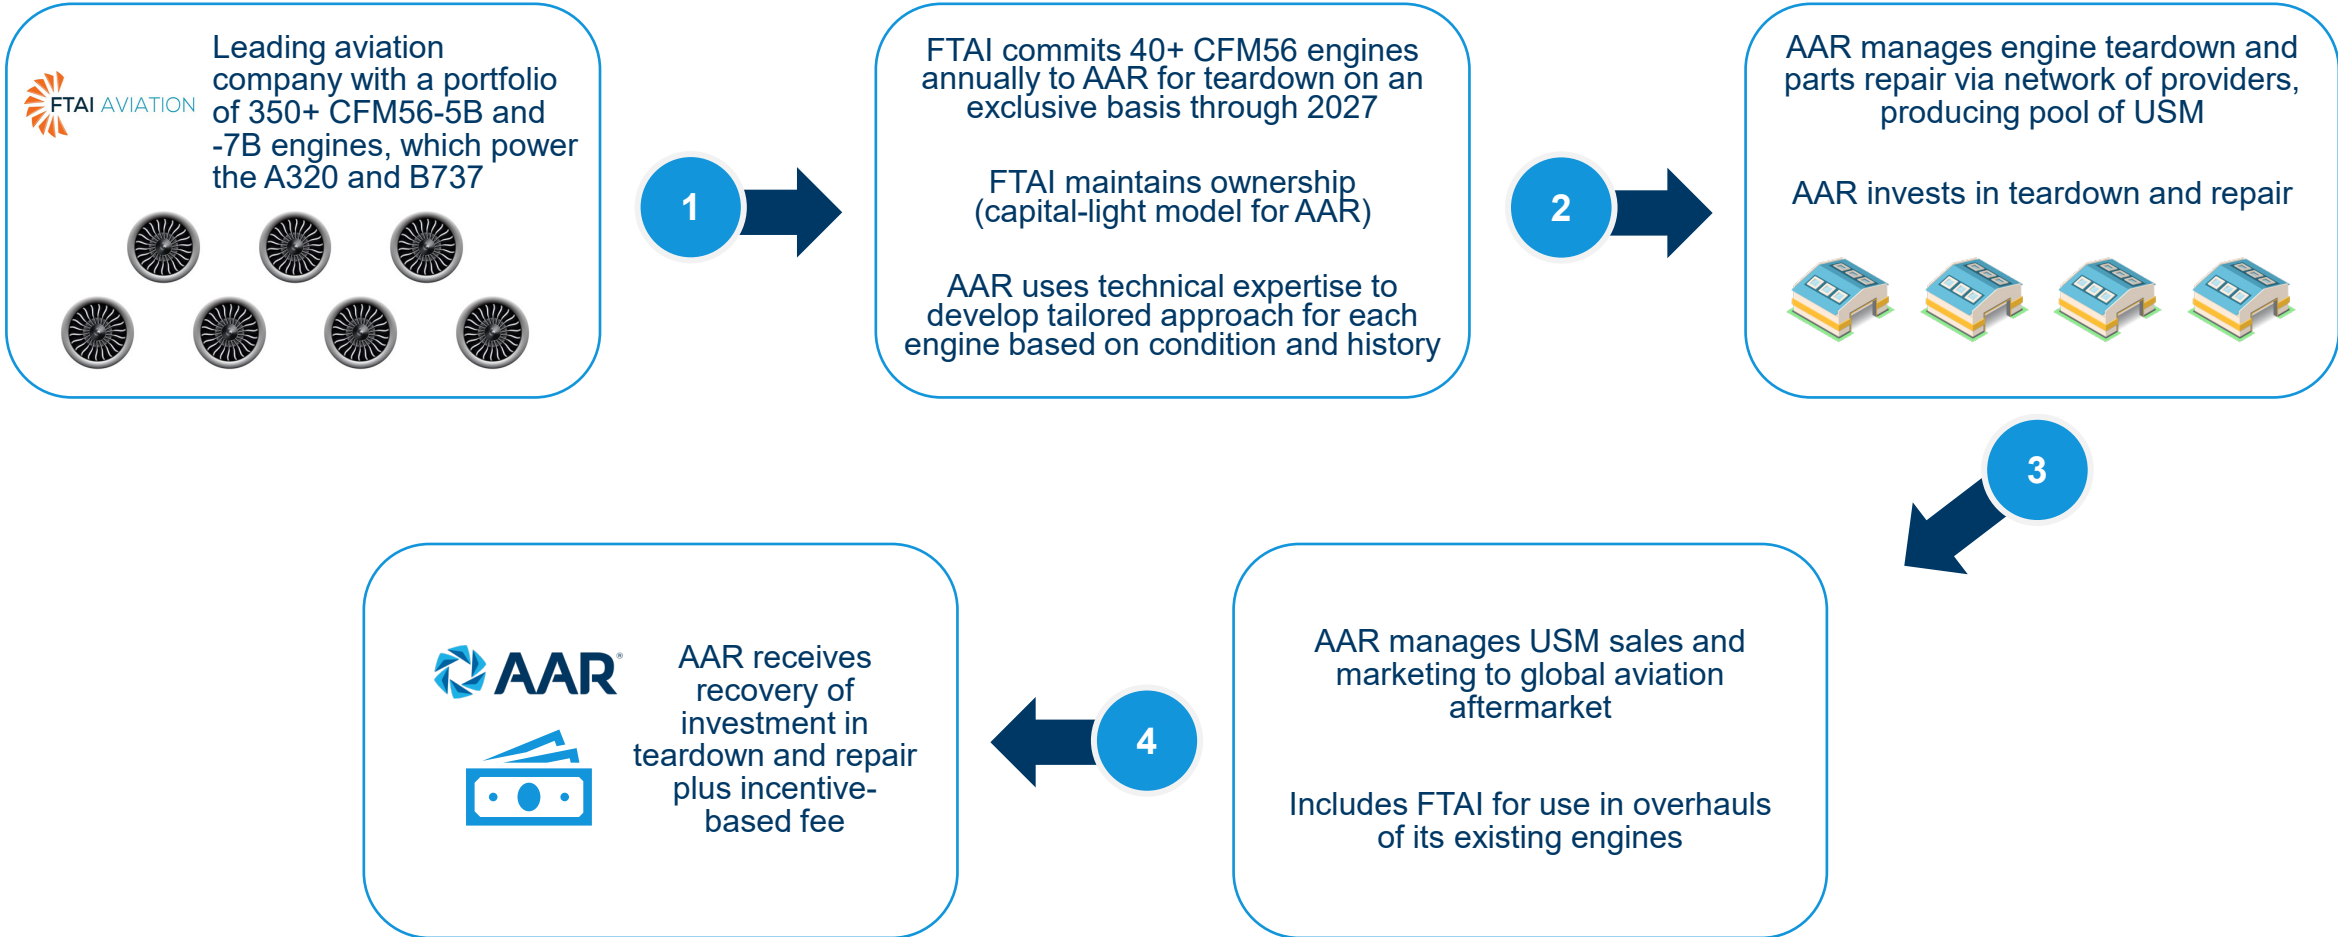 FTAI AVIATION
Leading aviation
company with a portfolio
of 350+ CFM56-5B and
-7B engines, which power
the A320 and B737
1
FTAI commits 40+ CFM56 engines
annually to AAR for teardown on an
exclusive basis through 2027
FTAI maintains ownership
(capital-light model for AAR)
AAR uses technical expertise to
develop tailored approach for each
engine based on condition and history
2
AAR manages engine teardown and
parts repair via network of providers,
producing pool of USM
AAR invests in teardown and repair
3
AAR manages USM sales and
marketing to global aviation
aftermarket
Includes FTAI for use in overhauls
of its existing engines
4
AAR®
AAR receives
recovery of
investment in
teardown and repair
plus incentive-
based fee